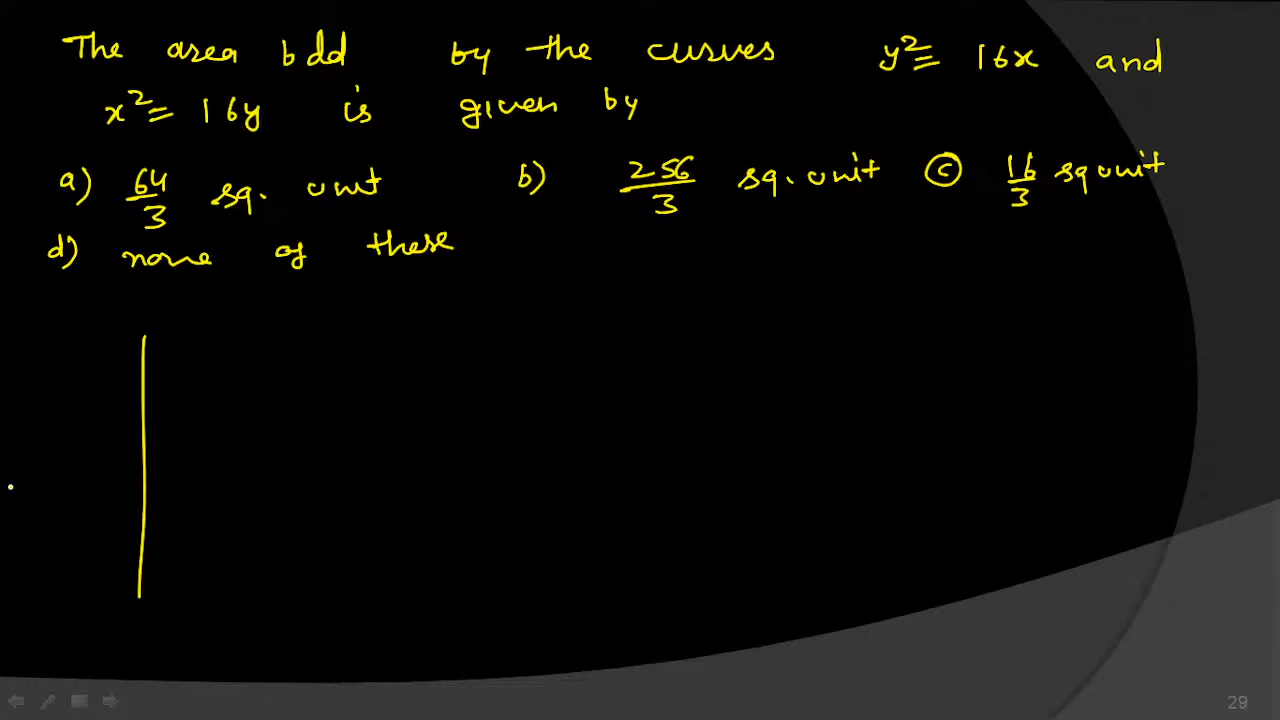 The area bdd by the curves y²= 16x and
x²= 16y is given by
a) 64/3 sq. unit b) 256/3 sq. unit (c) 16/3 sq unit
d) none of these
29